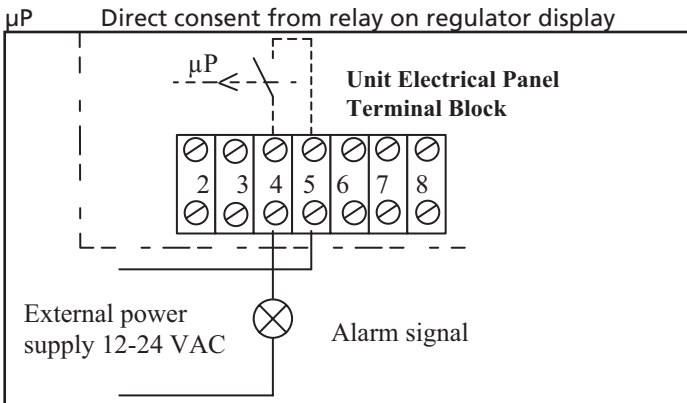 µP Direct consent from relay on regulator display
µP
Unit Electrical Panel
Terminal Block
2 3 4 5 6 7 8
External power
supply 12-24 VAC
Alarm signal